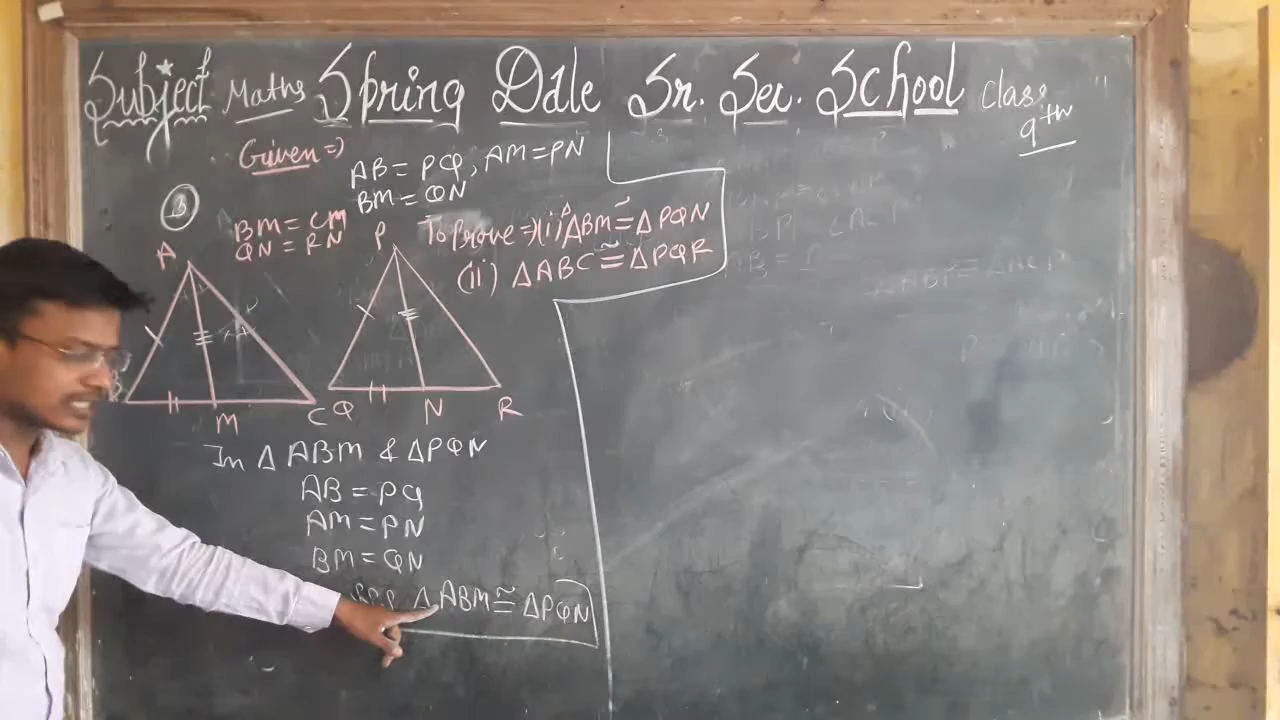 Subject Maths Spring Dale Sr. Sec. School class 9th
Given ⇒
AB = PQ, AM = PN
BM = QN
3
BM = CM
QN = RN
To Prove ⇒ (i) ΔABM ≅ ΔPQN
(ii) ΔABC ≅ ΔPQR
A
P
B
M
C
Q
N
R
In Δ ABM & ΔPQN
AB = PQ
AM = PN
BM = QN
ΔABM ≅ ΔPQN